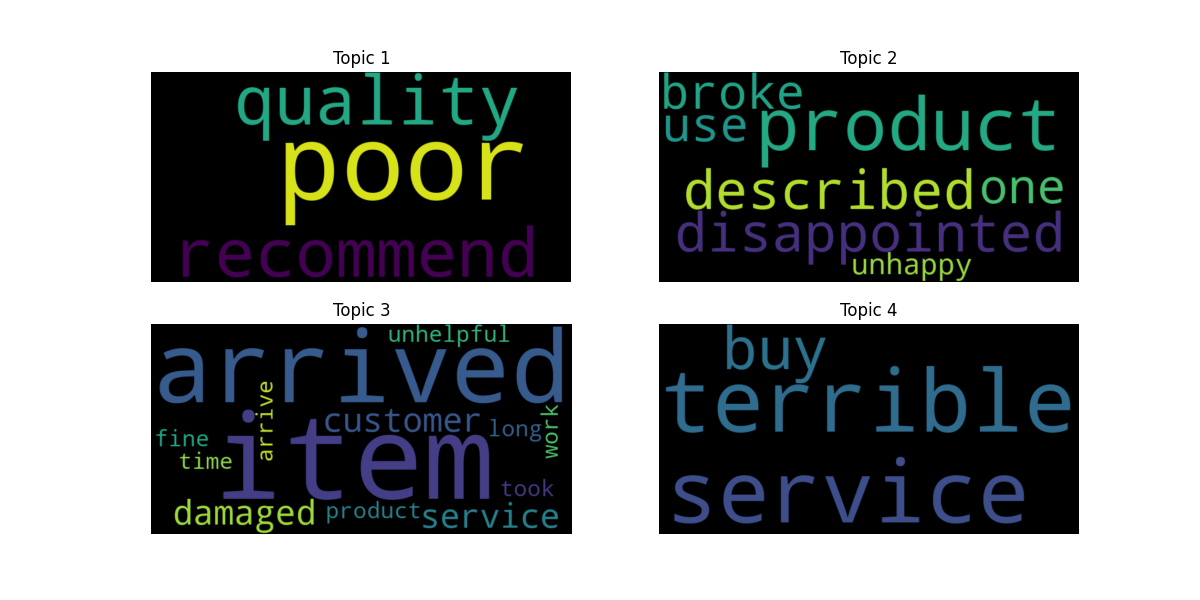 Topic 1
quality
poor
recommend
Topic 2
broke
use
product
described
one
disappointed
unhappy
Topic 3
unhelpful
arrived
arrive
customer
long
work
fine
item
time
took
damaged
product
service
Topic 4
buy
terrible
service